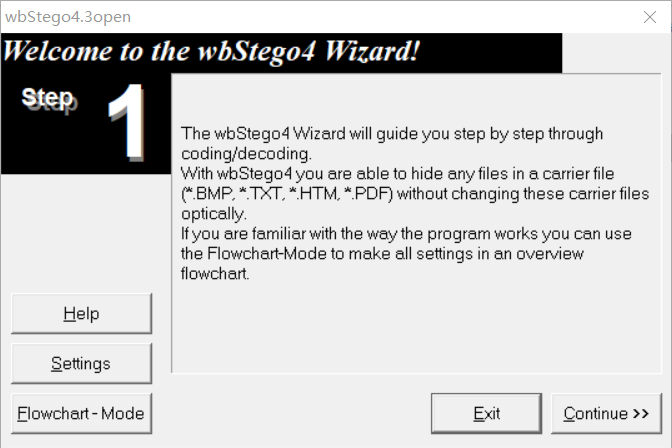 wbStego4.3open
Welcome to the wbStego4 Wizard!
Step 1
The wbStego4 Wizard will guide you step by step through
coding/decoding.
With wbStego4 you are able to hide any files in a carrier file
(*.BMP, *.TXT, *.HTM, *.PDF) without changing these carrier files
optically.
If you are familiar with the way the program works you can use
the Flowchart-Mode to make all settings in an overview
flowchart.
Help
Settings
Flowchart - Mode
Exit
Continue >>